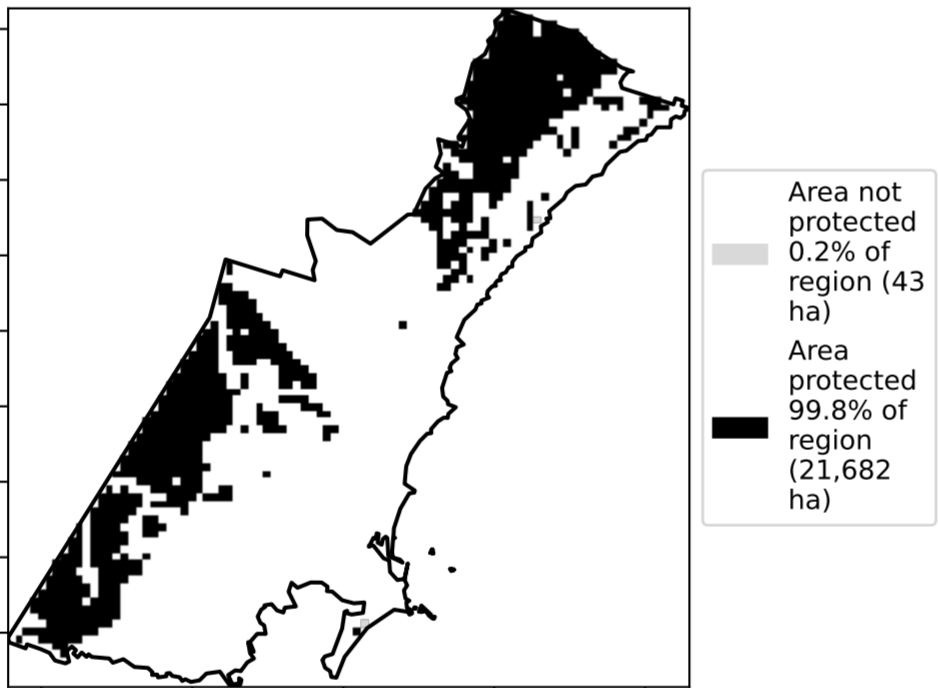 Area not
protected
0.2% of
region (43
ha)
Area
protected
99.8% of
region
(21,682
ha)